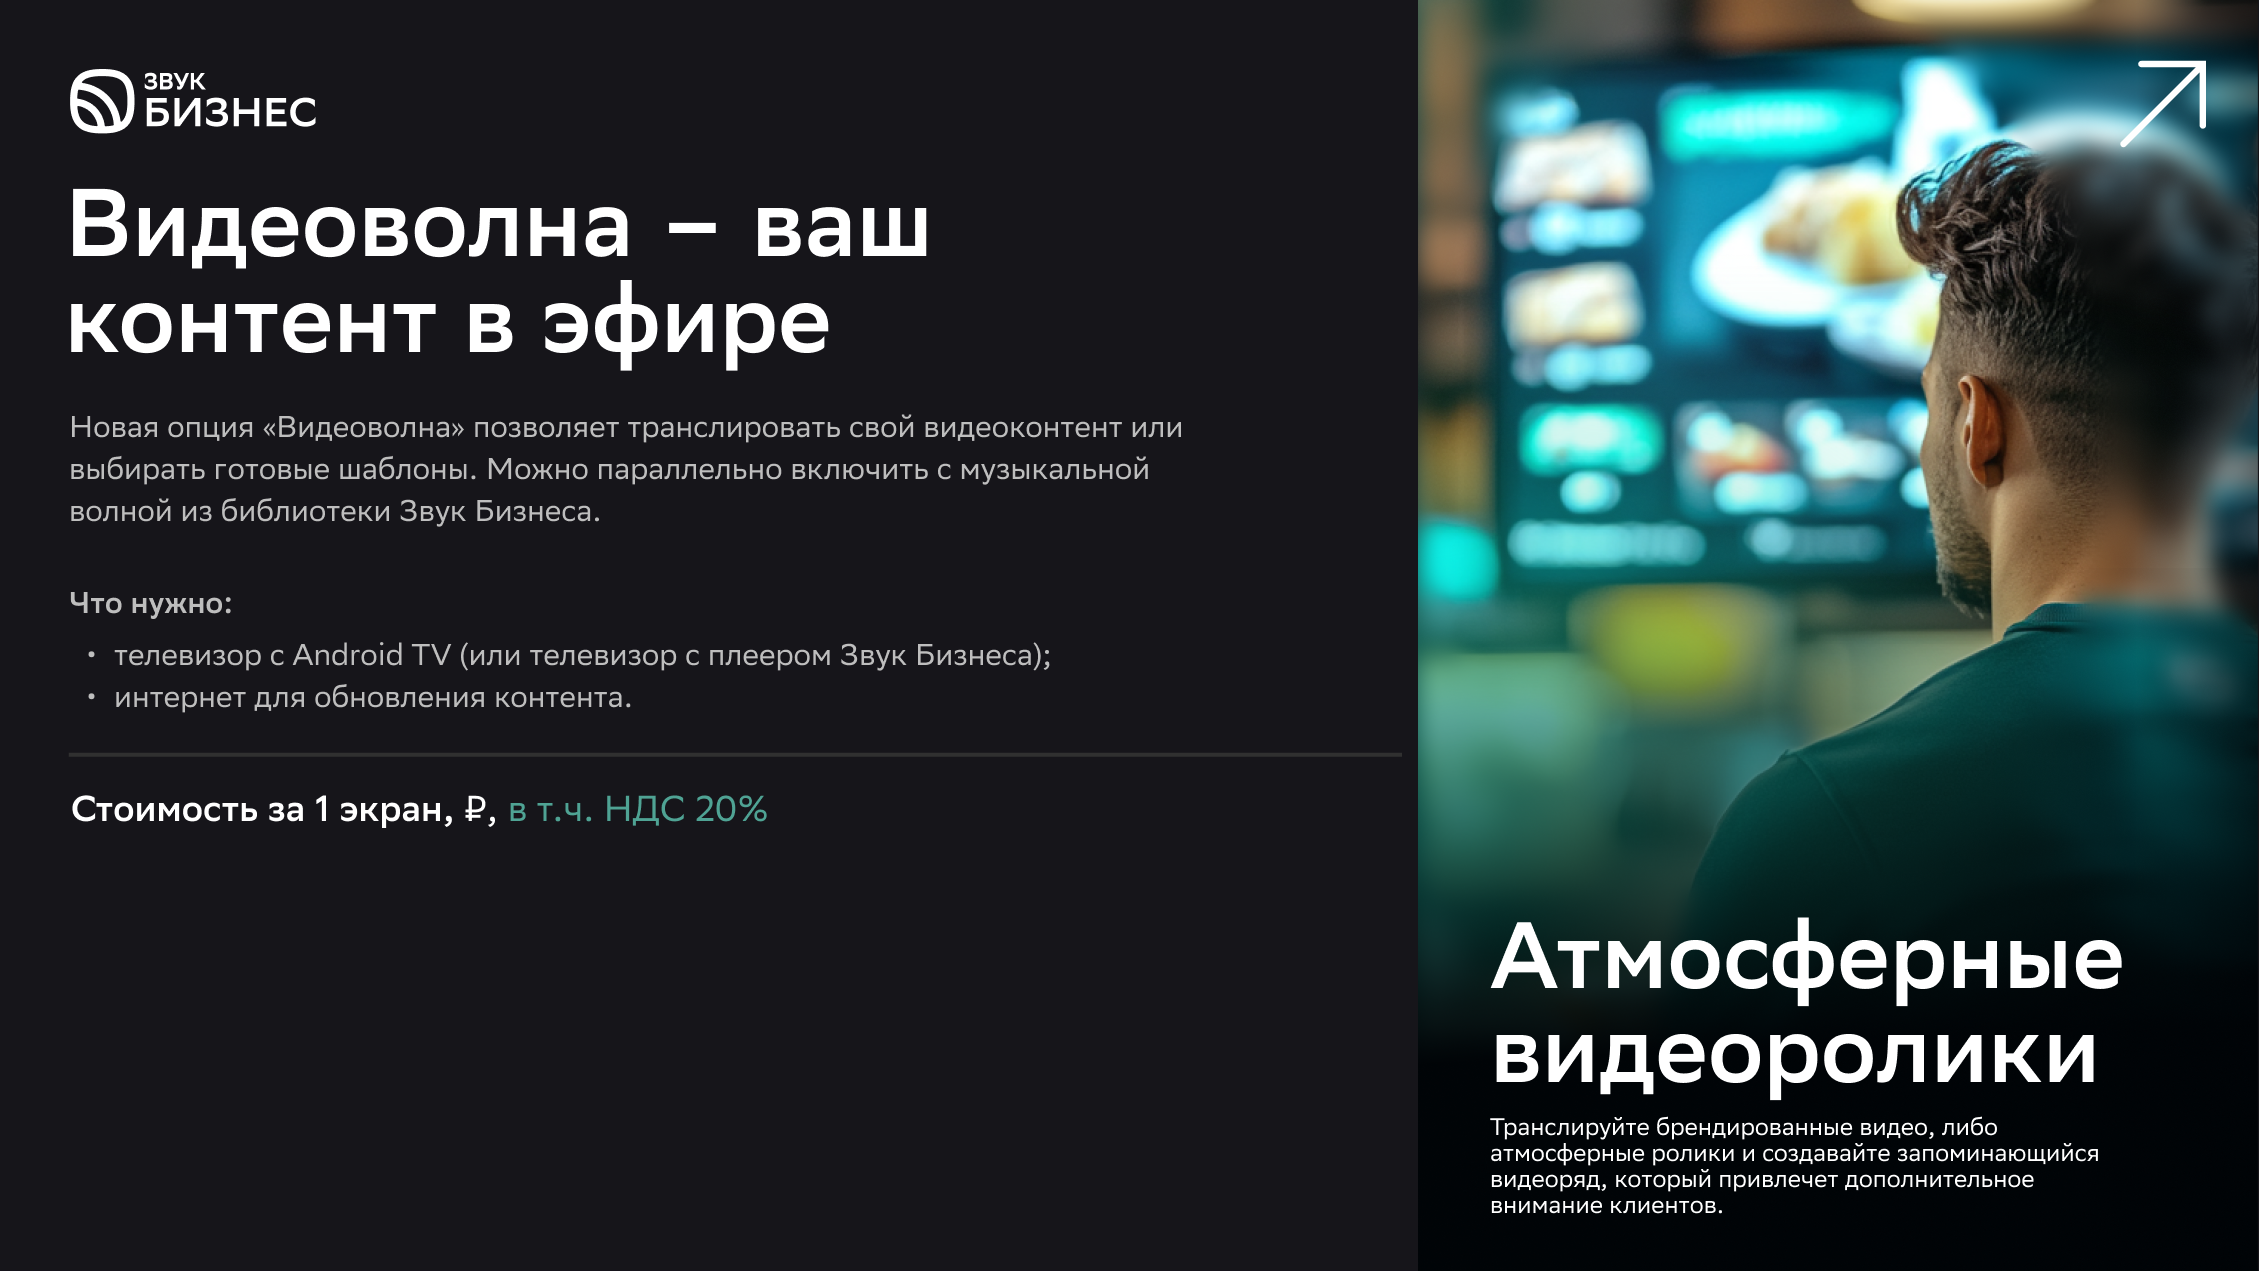 ЗВУК
БИЗНЕС
Видеоволна – ваш
контент в эфире
Новая опция «Видеоволна» позволяет транслировать свой видеоконтент или
выбирать готовые шаблоны. Можно параллельно включить с музыкальной
волной из библиотеки Звук Бизнеса.
Что нужно:
• телевизор с Android TV (или телевизор с плеером Звук Бизнеса);
• интернет для обновления контента.
Стоимость за 1 экран, ₽, в т.ч. НДС 20%
Атмосферные
видеоролики
Транслируйте брендированные видео, либо
атмосферные ролики и создавайте запоминающийся
видеоряд, который привлечет дополнительное
внимание клиентов.